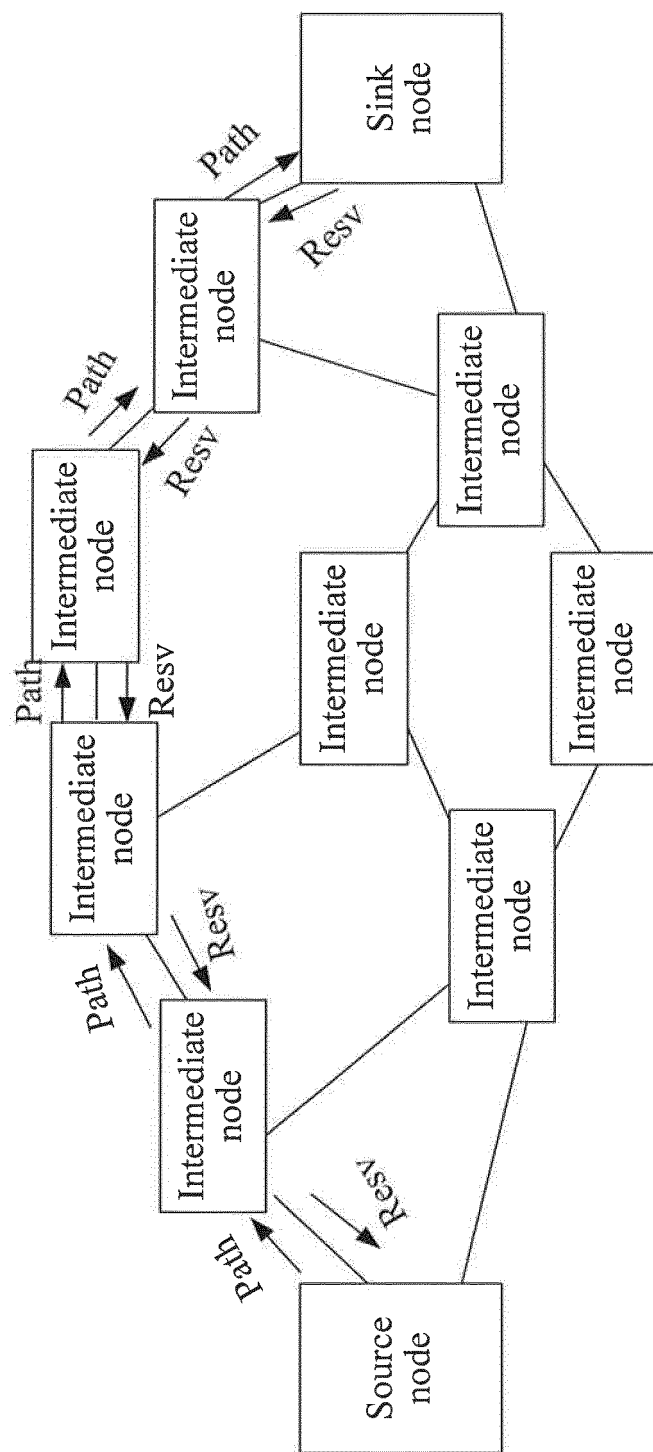 Path
Intermediate
node
Intermediate
node
Path
Path
Resv
Resv
Resv
Intermediate
node
Intermediate
node
Path
Path
Resv
Resv
Source
node
Intermediate
node
Sink
node
Intermediate
node
Intermediate
node
Intermediate
node